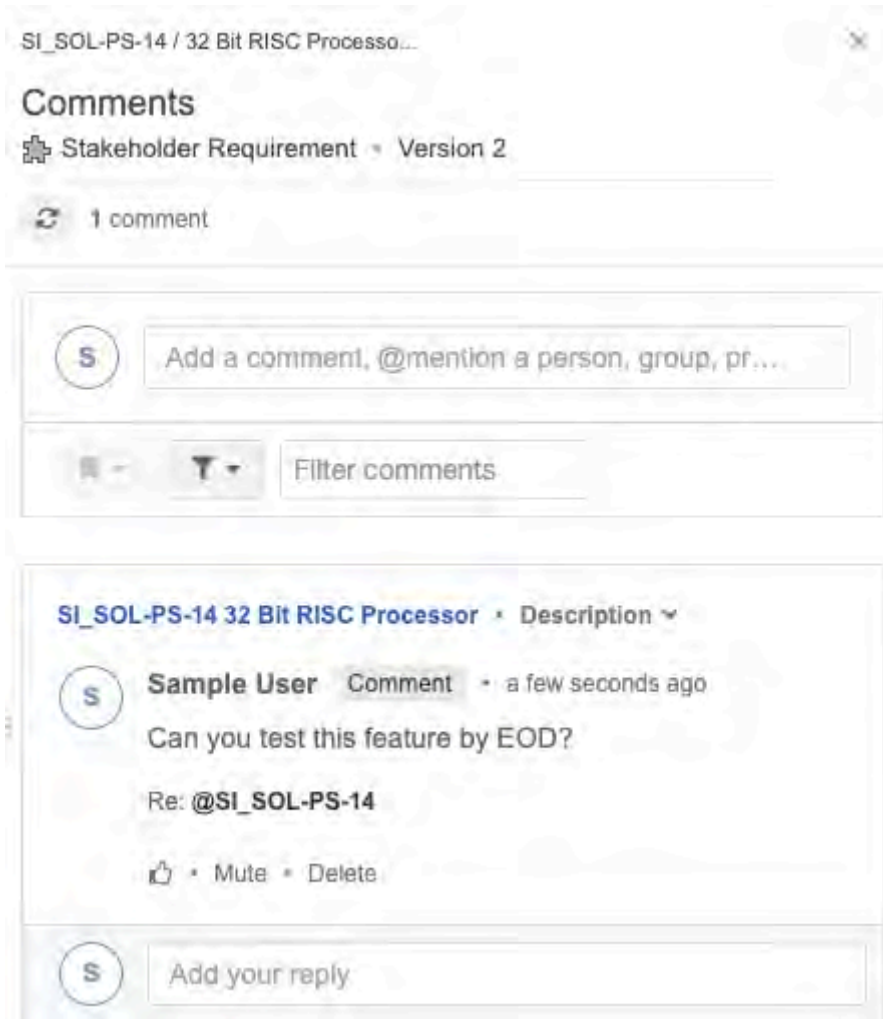 SI_SOL-PS-14 / 32 Bit RISC Processo...
Comments
Stakeholder Requirement • Version 2
1 comment
S
Add a comment, @mention a person, group, pr....
Filter comments
SI_SOL-PS-14 32 Bit RISC Processor • Description
S
Sample User Comment • a few seconds ago
Can you test this feature by EOD?
Re: @SI_SOL-PS-14
• Mute • Delete
S
Add your reply